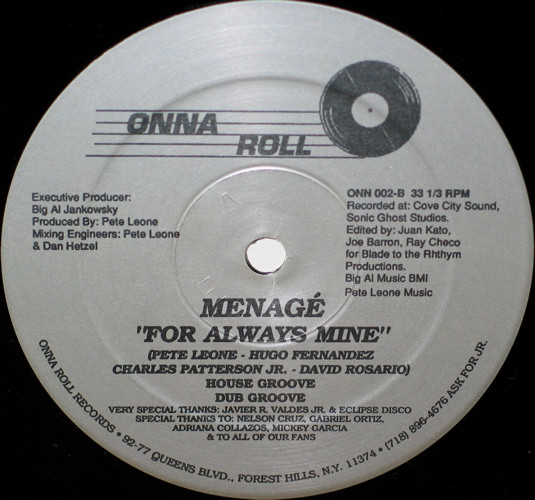 ONNA
ROLL
Executive Producer:
Big Al Jankowsky
Produced By: Pete Leone
Mixing Engineers: Pete Leone
& Dan Hetzel
ONN 002-B 33 1/3 RPM
Recorded at: Cove City Sound,
Sonic Ghost Studios.
Edited by: Juan Kato,
Joe Barron, Ray Checo
for Blade to the Rhthym
Productions.
Big Al Music BMI
Pete Leone Music
MENAGÉ
"FOR ALWAYS MINE"
(PETE LEONE - HUGO FERNANDEZ
CHARLES PATTERSON JR. - DAVID ROSARIO)
HOUSE GROOVE
DUB GROOVE
VERY SPECIAL THANKS: JAVIER R. VALDES JR. & ECLIPSE DISCO
SPECIAL THANKS TO: NELSON CRUZ, GABRIEL ORTIZ,
ADRIANA COLLAZOS, MICKEY GARCIA
& TO ALL OF OUR FANS
ONNA ROLL RECORDS • 92-77 QUEENS BLVD., FOREST HILLS, N.Y. 11374 • (718) 896-4676 ASK FOR JR.